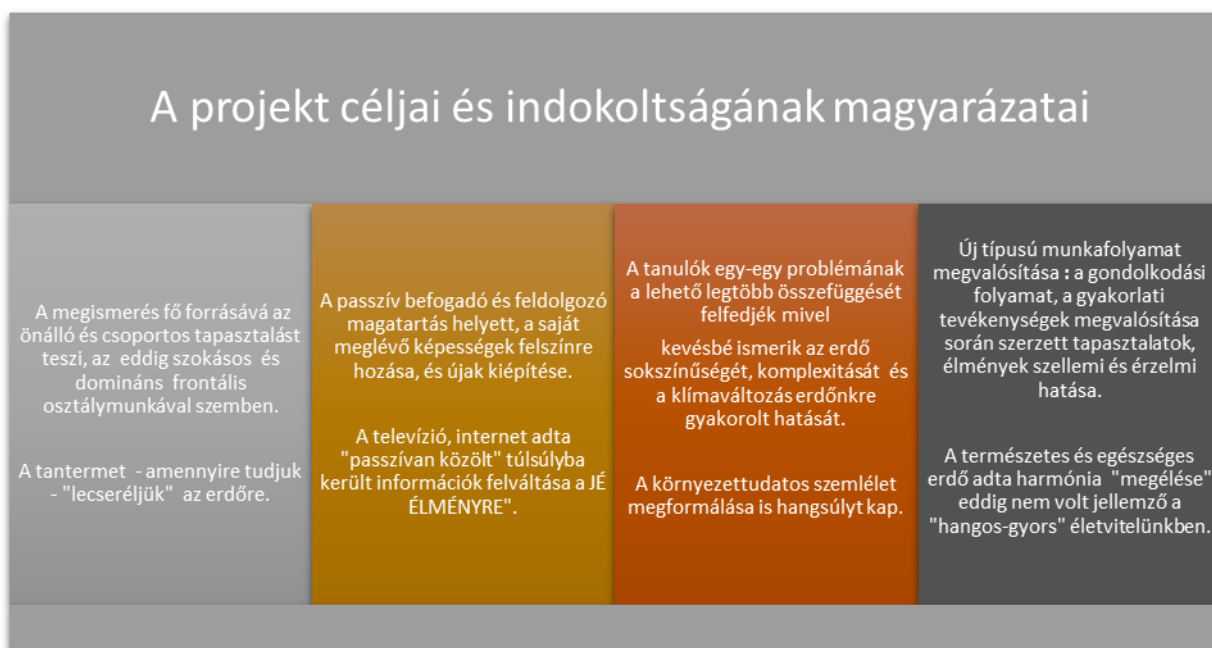 A projekt céljai és indokoltságának magyarázatai
A megismerés fő forrásává az
önálló és csoportos tapasztalást
teszi, az eddig szokásos és
domináns frontális
osztálymunkával szemben.
A tantermet - amennyire tudjuk
- "lecseréljük" az erdőre.
A passzív befogadó és feldolgozó
magatartás helyett, a saját
meglévő képességek felszínre
hozása, és újak kiépítése.
A televízió, internet adta
"passzívan közölt" túlsúlyba
került információk felváltása a JÉ
ÉLMÉNYRE".
A tanulók egy-egy problémának
a lehető legtöbb összefüggését
felfedjék mivel
kevésbé ismerik az erdő
sokszínűségét, komplexitását és
a klímaváltozás erdőnkre
gyakorolt hatását.
A környezettudatos szemlélet
megformálása is hangsúlyt kap.
Új típusú munkafolyamat
megvalósítása : a gondolkodási
folyamat, a gyakorlati
tevékenységek megvalósítása
során szerzett tapasztalatok,
élmények szellemi és érzelmi
hatása.
A természetes és egészséges
erdő adta harmónia "megélése"
eddig nem volt jellemző a
"hangos-gyors" életvitelünkben.